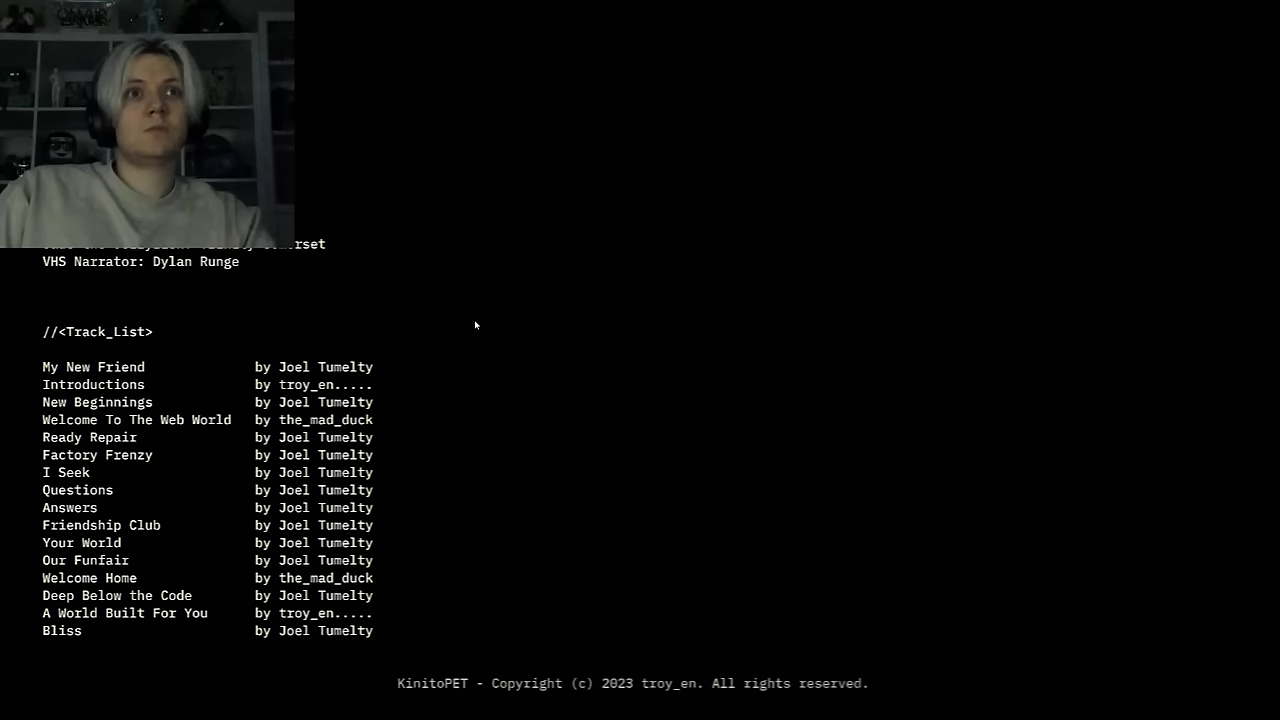 rset
VHS Narrator: Dylan Runge
//<Track_List>
My New Friend by Joel Tumelty
Introductions by troy_en.....
New Beginnings by Joel Tumelty
Welcome To The Web World by the_mad_duck
Ready Repair by Joel Tumelty
Factory Frenzy by Joel Tumelty
I Seek by Joel Tumelty
Questions by Joel Tumelty
Answers by Joel Tumelty
Friendship Club by Joel Tumelty
Your World by Joel Tumelty
Our Funfair by Joel Tumelty
Welcome Home by the_mad_duck
Deep Below the Code by Joel Tumelty
A World Built For You by troy_en.....
Bliss by Joel Tumelty
KinitoPET - Copyright (c) 2023 troy_en. All rights reserved.